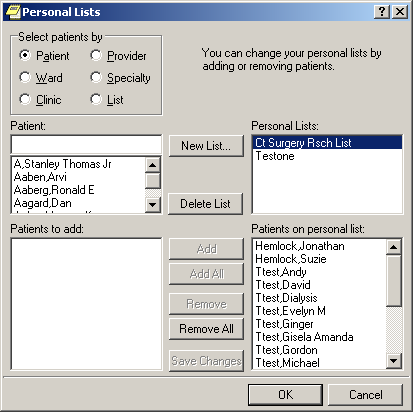 Personal Lists
Select patients by
Patient
Provider
Ward
Specialty
Clinic
List
You can change your personal lists by
adding or removing patients.
Patient:
A,Stanley Thomas Jr
Aaben,Arvi
Aaberg,Ronald E
Aagard,Dan
New List...
Delete List
Personal Lists:
Ct Surgery Rsch List
Testone
Patients to add:
Add
Add All
Remove
Remove All
Save Changes
Patients on personal list:
Hemlock,Jonathan
Hemlock,Suzie
Ttest,Andy
Ttest,David
Ttest,Dialysis
Ttest,Evelyn M
Ttest,Ginger
Ttest,Gisela Amanda
Ttest,Gordon
Ttest,Michael
OK
Cancel